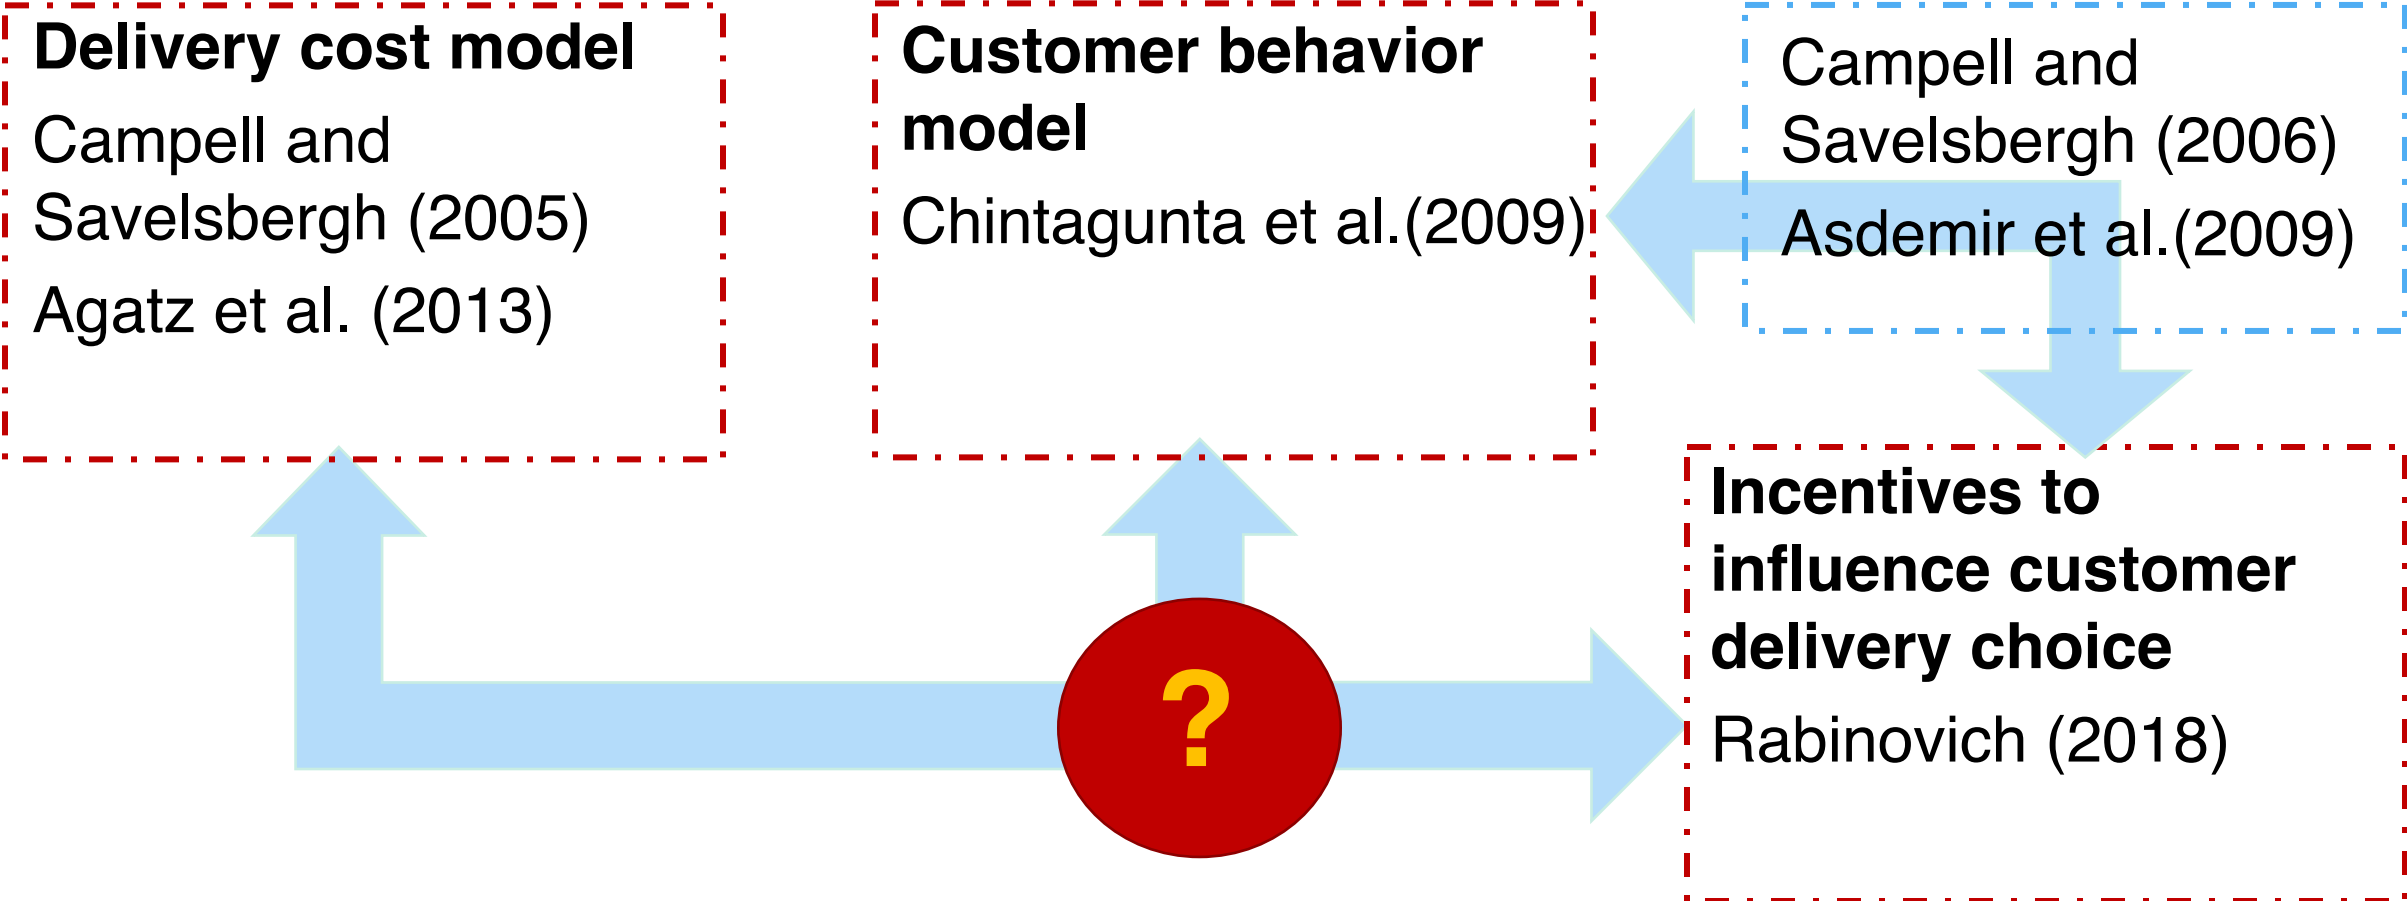 Delivery cost model
Campell and
Savelsbergh (2005)
Agatz et al. (2013)
Customer behavior
model
Chintagunta et al.(2009)
Campell and
Savelsbergh (2006)
Asdemir et al.(2009)
Incentives to
influence customer
delivery choice
Rabinovich (2018)
?